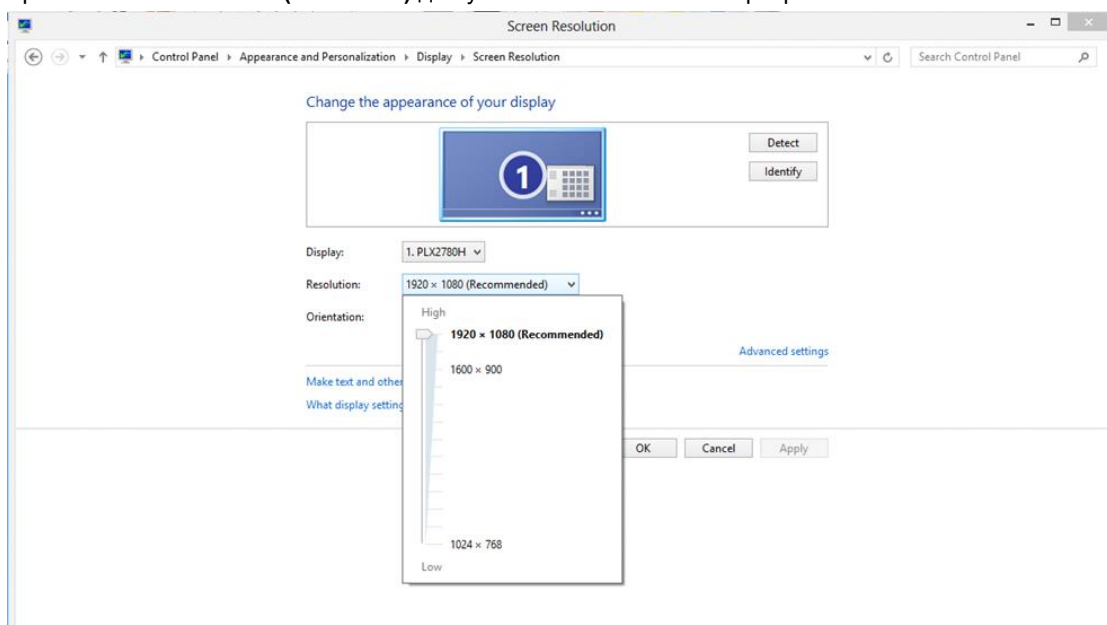 Screen Resolution
Control Panel ▸ Appearance and Personalization ▸ Display ▸ Screen Resolution
Search Control Panel
Change the appearance of your display
1
Detect
Identify
Display: 1. PLX2780H
Resolution: 1920 × 1080 (Recommended)
Orientation:
High
1920 × 1080 (Recommended)
Advanced settings
1600 × 900
Make text and other
What display setting
OK Cancel Apply
1024 × 768
Low